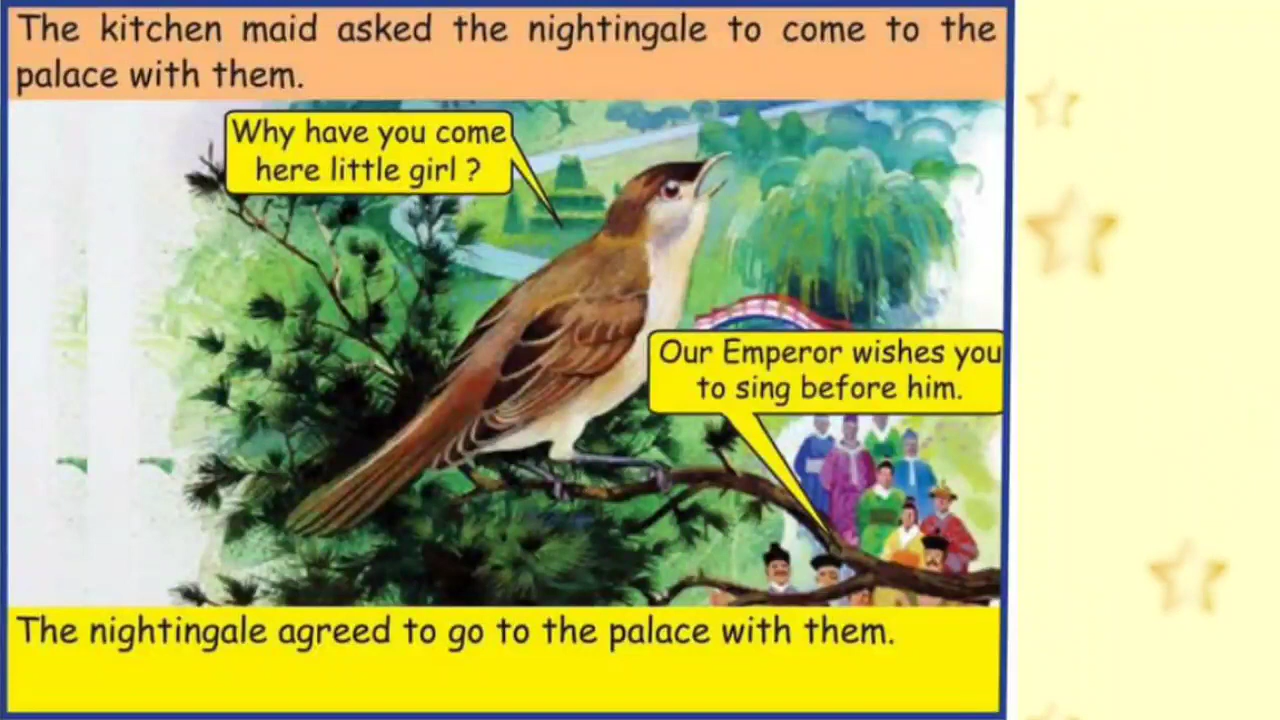 The kitchen maid asked the nightingale to come to the
palace with them.
Why have you come
here little girl ?
Our Emperor wishes you
to sing before him.
The nightingale agreed to go to the palace with them.